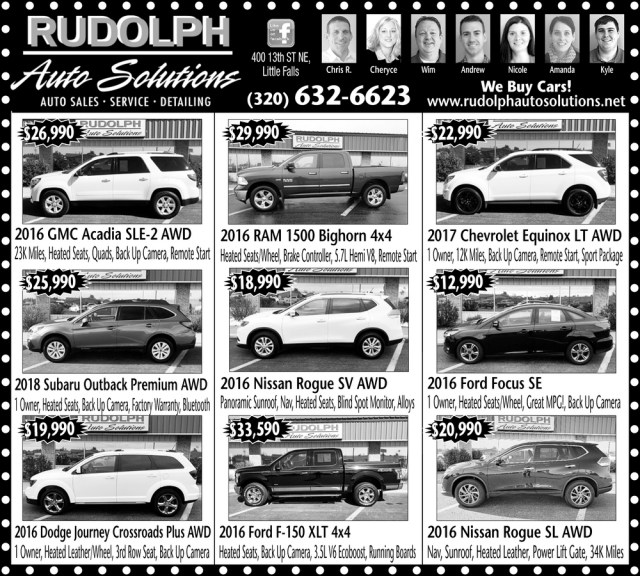 RUDOLPH
Auto Solutions
AUTO SALES • SERVICE • DETAILING
400 13th ST NE,
Little Falls
(320) 632-6623
Chris R.
Cheryce
Wim
Andrew
Nicole
Amanda
Kyle
We Buy Cars!
www.rudolphautosolutions.net
$26,990
2016 GMC Acadia SLE-2 AWD
23K Miles, Heated Seats, Quads, Back Up Camera, Remote Start
$29,990
2016 RAM 1500 Bighorn 4x4
Heated Seats/Wheel, Brake Controller, 5.7L Hemi V8, Remote Start
$22,990
2017 Chevrolet Equinox LT AWD
1 Owner, 12K Miles, Back Up Camera, Remote Start, Sport Package
$25,990
2018 Subaru Outback Premium AWD
1 Owner, Heated Seats, Back Up Camera, Factory Warranty, Bluetooth
$18,990
2016 Nissan Rogue SV AWD
Panoramic Sunroof, Nav, Heated Seats, Blind Spot Monitor, Alloys
$12,990
2016 Ford Focus SE
1 Owner, Heated Seats/Wheel, Great MPG!, Back Up Camera
$19,990
2016 Dodge Journey Crossroads Plus AWD
1 Owner, Heated Leather/Wheel, 3rd Row Seat, Back Up Camera
$33,590
2016 Ford F-150 XLT 4x4
Heated Seats, Back Up Camera, 3.5L V6 Ecoboost, Running Boards
$20,990
2016 Nissan Rogue SL AWD
Nav, Sunroof, Heated Leather, Power Lift Gate, 34K Miles